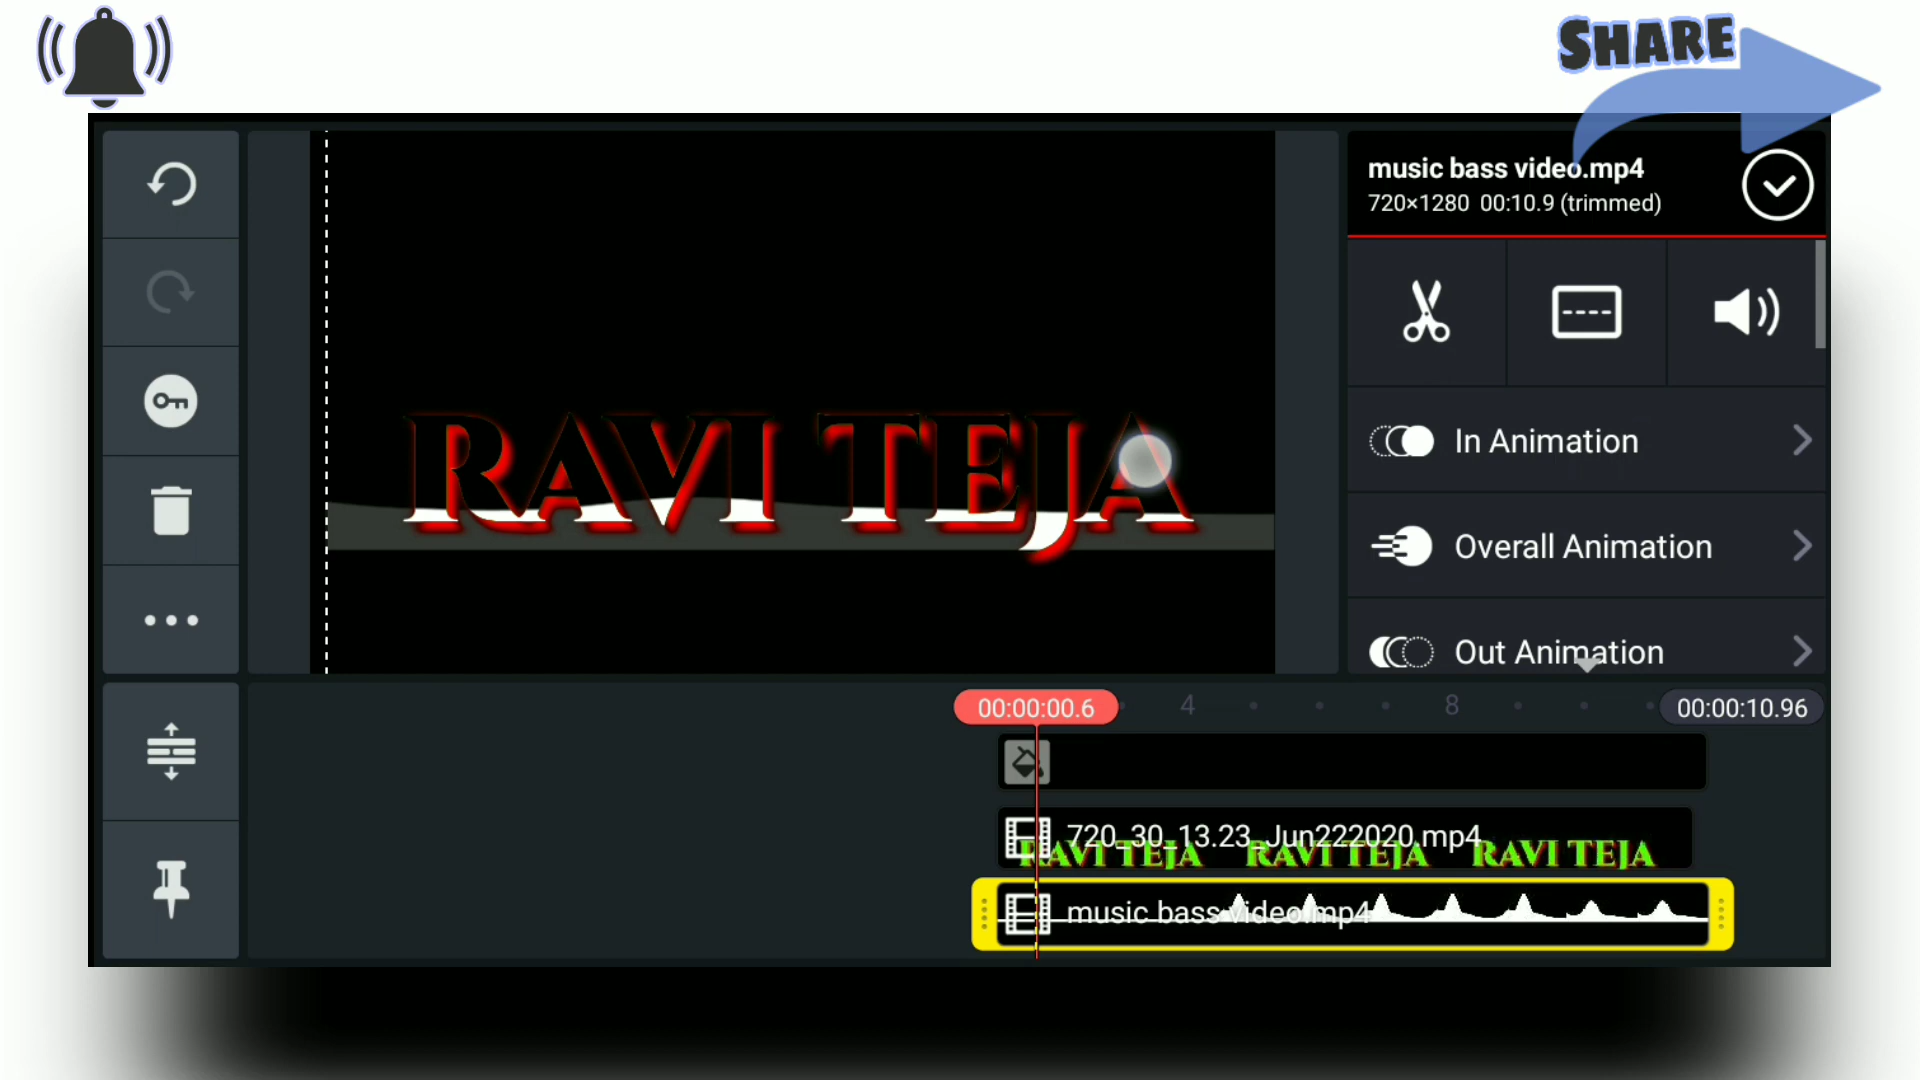 SHARE
music bass video.mp4
720×1280 00:10.9 (trimmed)
RAVI TEJA
In Animation
Overall Animation
Out Animation
00:00:00.6
4
8
00:00:10.96
720_30_13.23_Jun222020.mp4
RAVI TEJA RAVI TEJA RAVI TEJA
music bass video.mp4